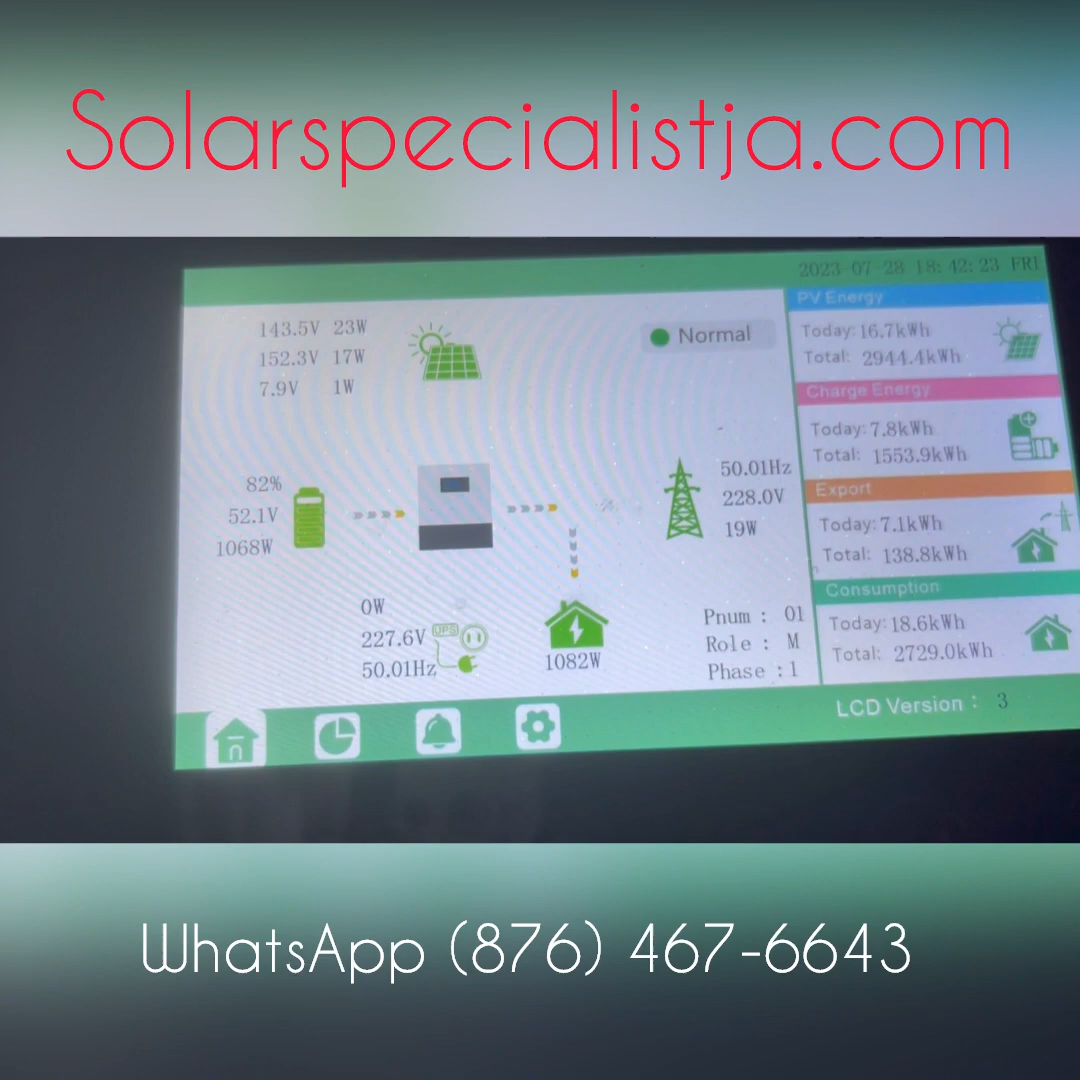 Solarspecialistja.com
2023-07-28 18:42:23 FRI
143.5V 23W
152.3V 17W
7.9V 1W
Normal
PV Energy
Today: 16.7kWh
Total: 2944.4kWh
Charge Energy
Today: 7.8kWh
Total: 1553.9kWh
82%
52.1V
1068W
50.01Hz
228.0V
19W
Export
Today: 7.1kWh
Total: 138.8kWh
0W
227.6V
50.01Hz
UPS
1082W
Pnum : 01
Role : M
Phase : 1
Consumption
Today: 18.6kWh
Total: 2729.0kWh
LCD Version : 3
WhatsApp (876) 467-6643